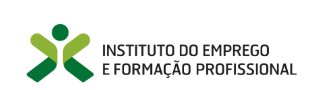 INSTITUTO DO EMPREGO
E FORMAÇÃO PROFISSIONAL